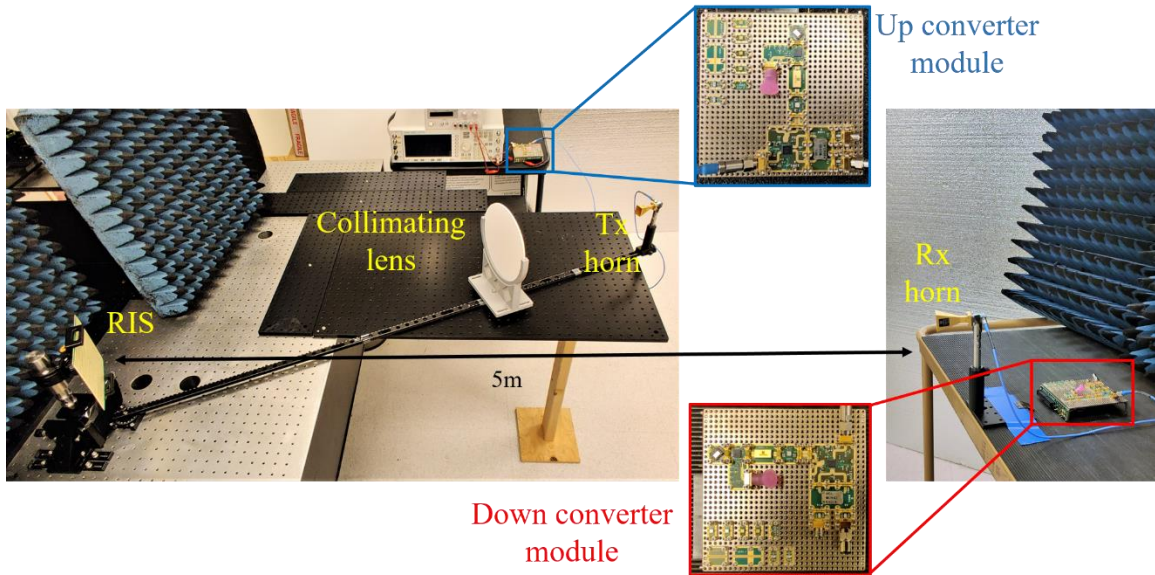 Up converter
module
Collimating
lens
Tx
horn
Rx
horn
RIS
5m
Down converter
module